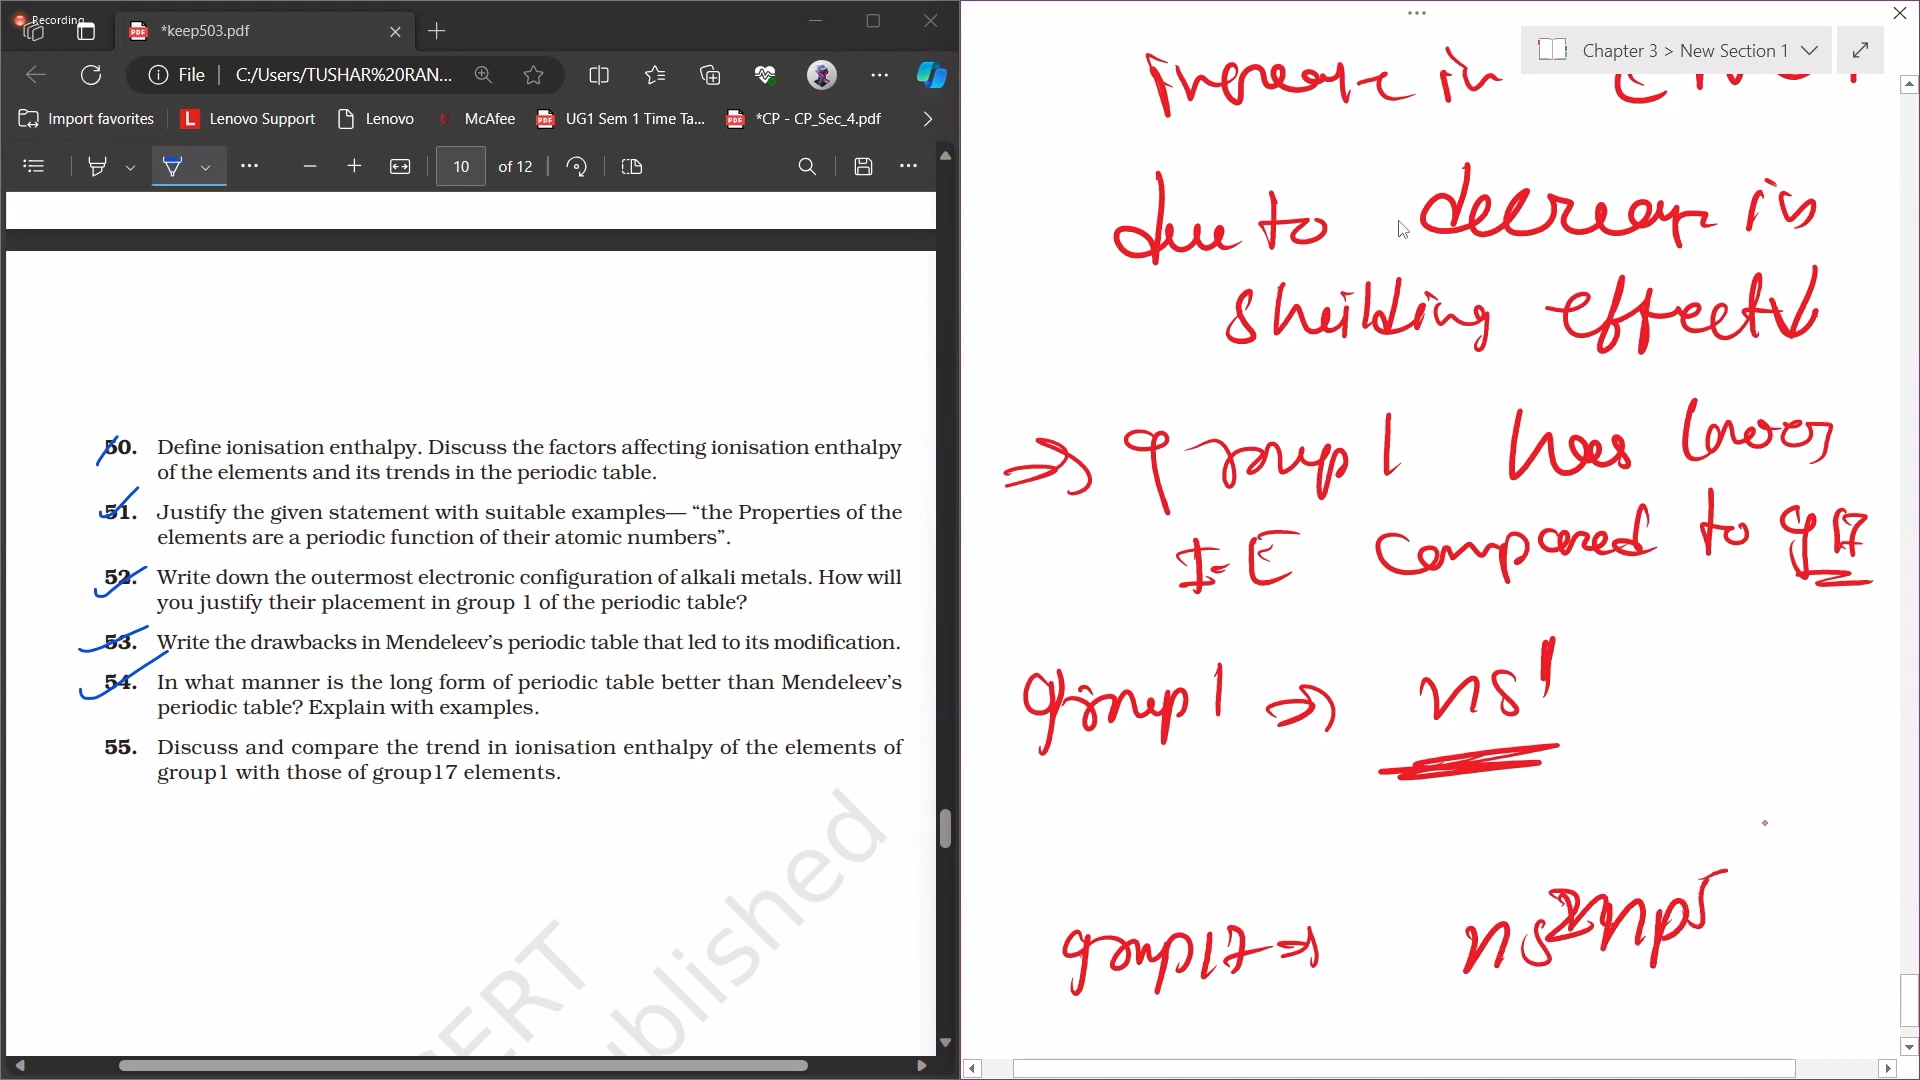 Recording
*keep503.pdf
File
C:/Users/TUSHAR%20RAN...
Import favorites
Lenovo Support
Lenovo
McAfee
UG1 Sem 1 Time Ta...
*CP - CP_Sec_4.pdf
10 of 12
50. Define ionisation enthalpy. Discuss the factors affecting ionisation enthalpy
of the elements and its trends in the periodic table.
51. Justify the given statement with suitable examples— “the Properties of the
elements are a periodic function of their atomic numbers”.
52. Write down the outermost electronic configuration of alkali metals. How will
you justify their placement in group 1 of the periodic table?
53. Write the drawbacks in Mendeleev’s periodic table that led to its modification.
54. In what manner is the long form of periodic table better than Mendeleev’s
periodic table? Explain with examples.
55. Discuss and compare the trend in ionisation enthalpy of the elements of
group1 with those of group17 elements.
Chapter 3 > New Section 1
increase in
due to decrease in
sheilding effect ↓
⇒ group 1 has lower
I-E compared to g 17
group 1 ⇒ ns¹
group 17 ⇒ ns²np⁵